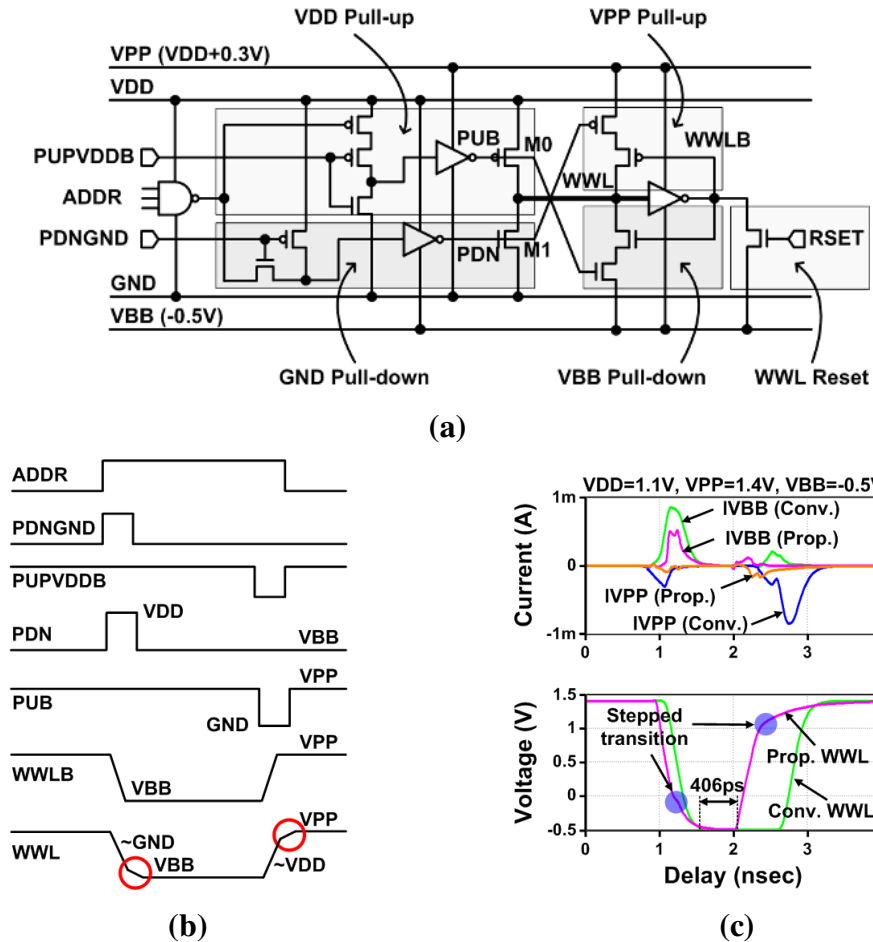 VDD Pull-up VPP Pull-up
VPP (VDD+0.3V)
VDD
PUB
M0
WWLB
PUPVDDB
WWL
ADDR
PDNGND
PDN
M1
RSET
GND
VBB (-0.5V)
GND Pull-down VBB Pull-down WWL Reset
(a)
ADDR
PDNGND
PUPVDDB
PDN VDD VBB
PUB VPP
GND
WWLB VBB VPP
WWL ~GND VBB VPP
~VDD
(b)
VDD=1.1V, VPP=1.4V, VBB=-0.5V
1m
IVBB (Conv.)
IVBB (Prop.)
0
IVPP (Prop.)
IVPP (Conv.)
-1m
Current (A)
0 1 2 3
1.5
Stepped
transition
1
Prop. WWL
406ps
0
Conv. WWL
-0.5
Voltage (V)
0 1 2 3
Delay (nsec)
(c)